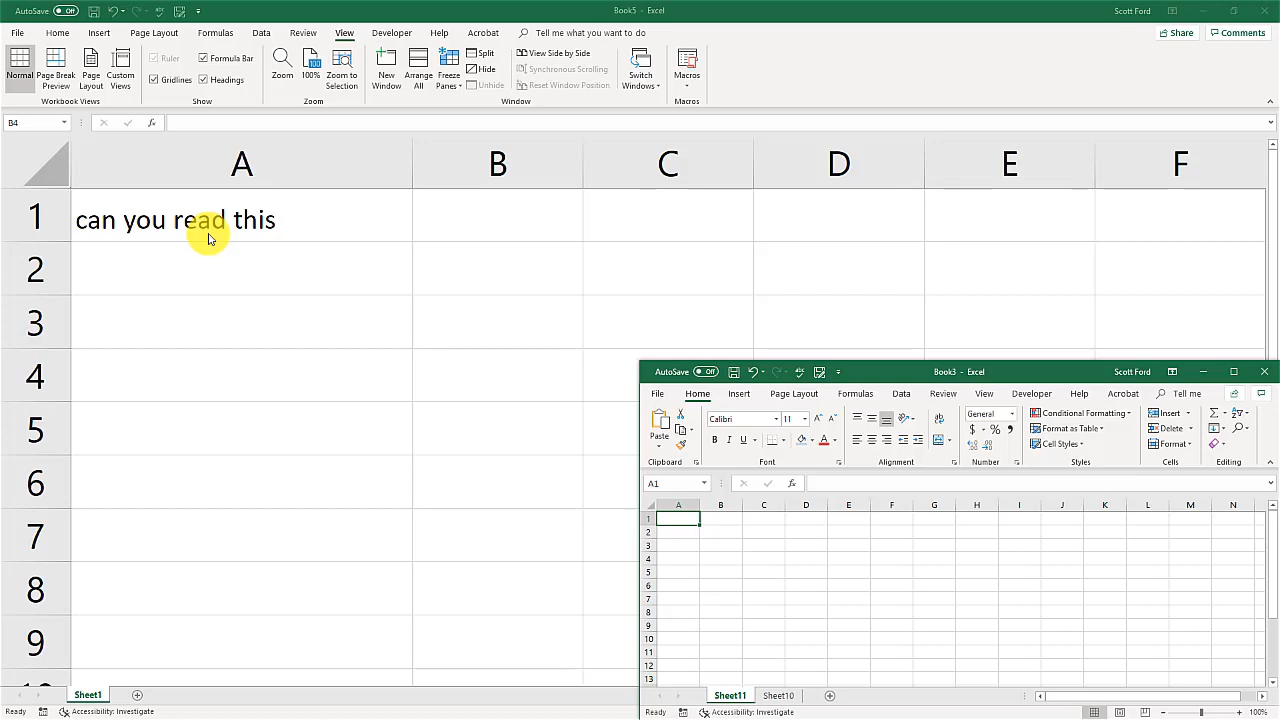 AutoSave Off Book5 - Excel Scott Ford
File Home Insert Page Layout Formulas Data Review View Developer Help Acrobat Tell me what you want to do Share Comments
Normal Page Break Preview Page Layout Custom Views
Ruler Formula Bar
Gridlines Headings
Zoom 100% Zoom to Selection
New Window Arrange All Freeze Panes
Split
Hide
Unhide
View Side by Side
Synchronous Scrolling
Reset Window Position
Switch Windows
Macros
Workbook Views Show Zoom Window Macros
B4 fx
A B C D E F
1 can you read this
2
3
4
5
6
7
8
9
10
Sheet1
Ready Accessibility: Investigate
AutoSave Off Book3 - Excel Scott Ford
File Home Insert Page Layout Formulas Data Review View Developer Help Acrobat Tell me
Paste
Calibri 11
B I U
General
$ % ,
Conditional Formatting
Format as Table
Cell Styles
Insert
Delete
Format
Clipboard Font Alignment Number Styles Cells Editing
A1 fx
A B C D E F G H I J K L M N
1
2
3
4
5
6
7
8
9
10
11
12
13
Sheet11 Sheet10
Ready Accessibility: Investigate 100%